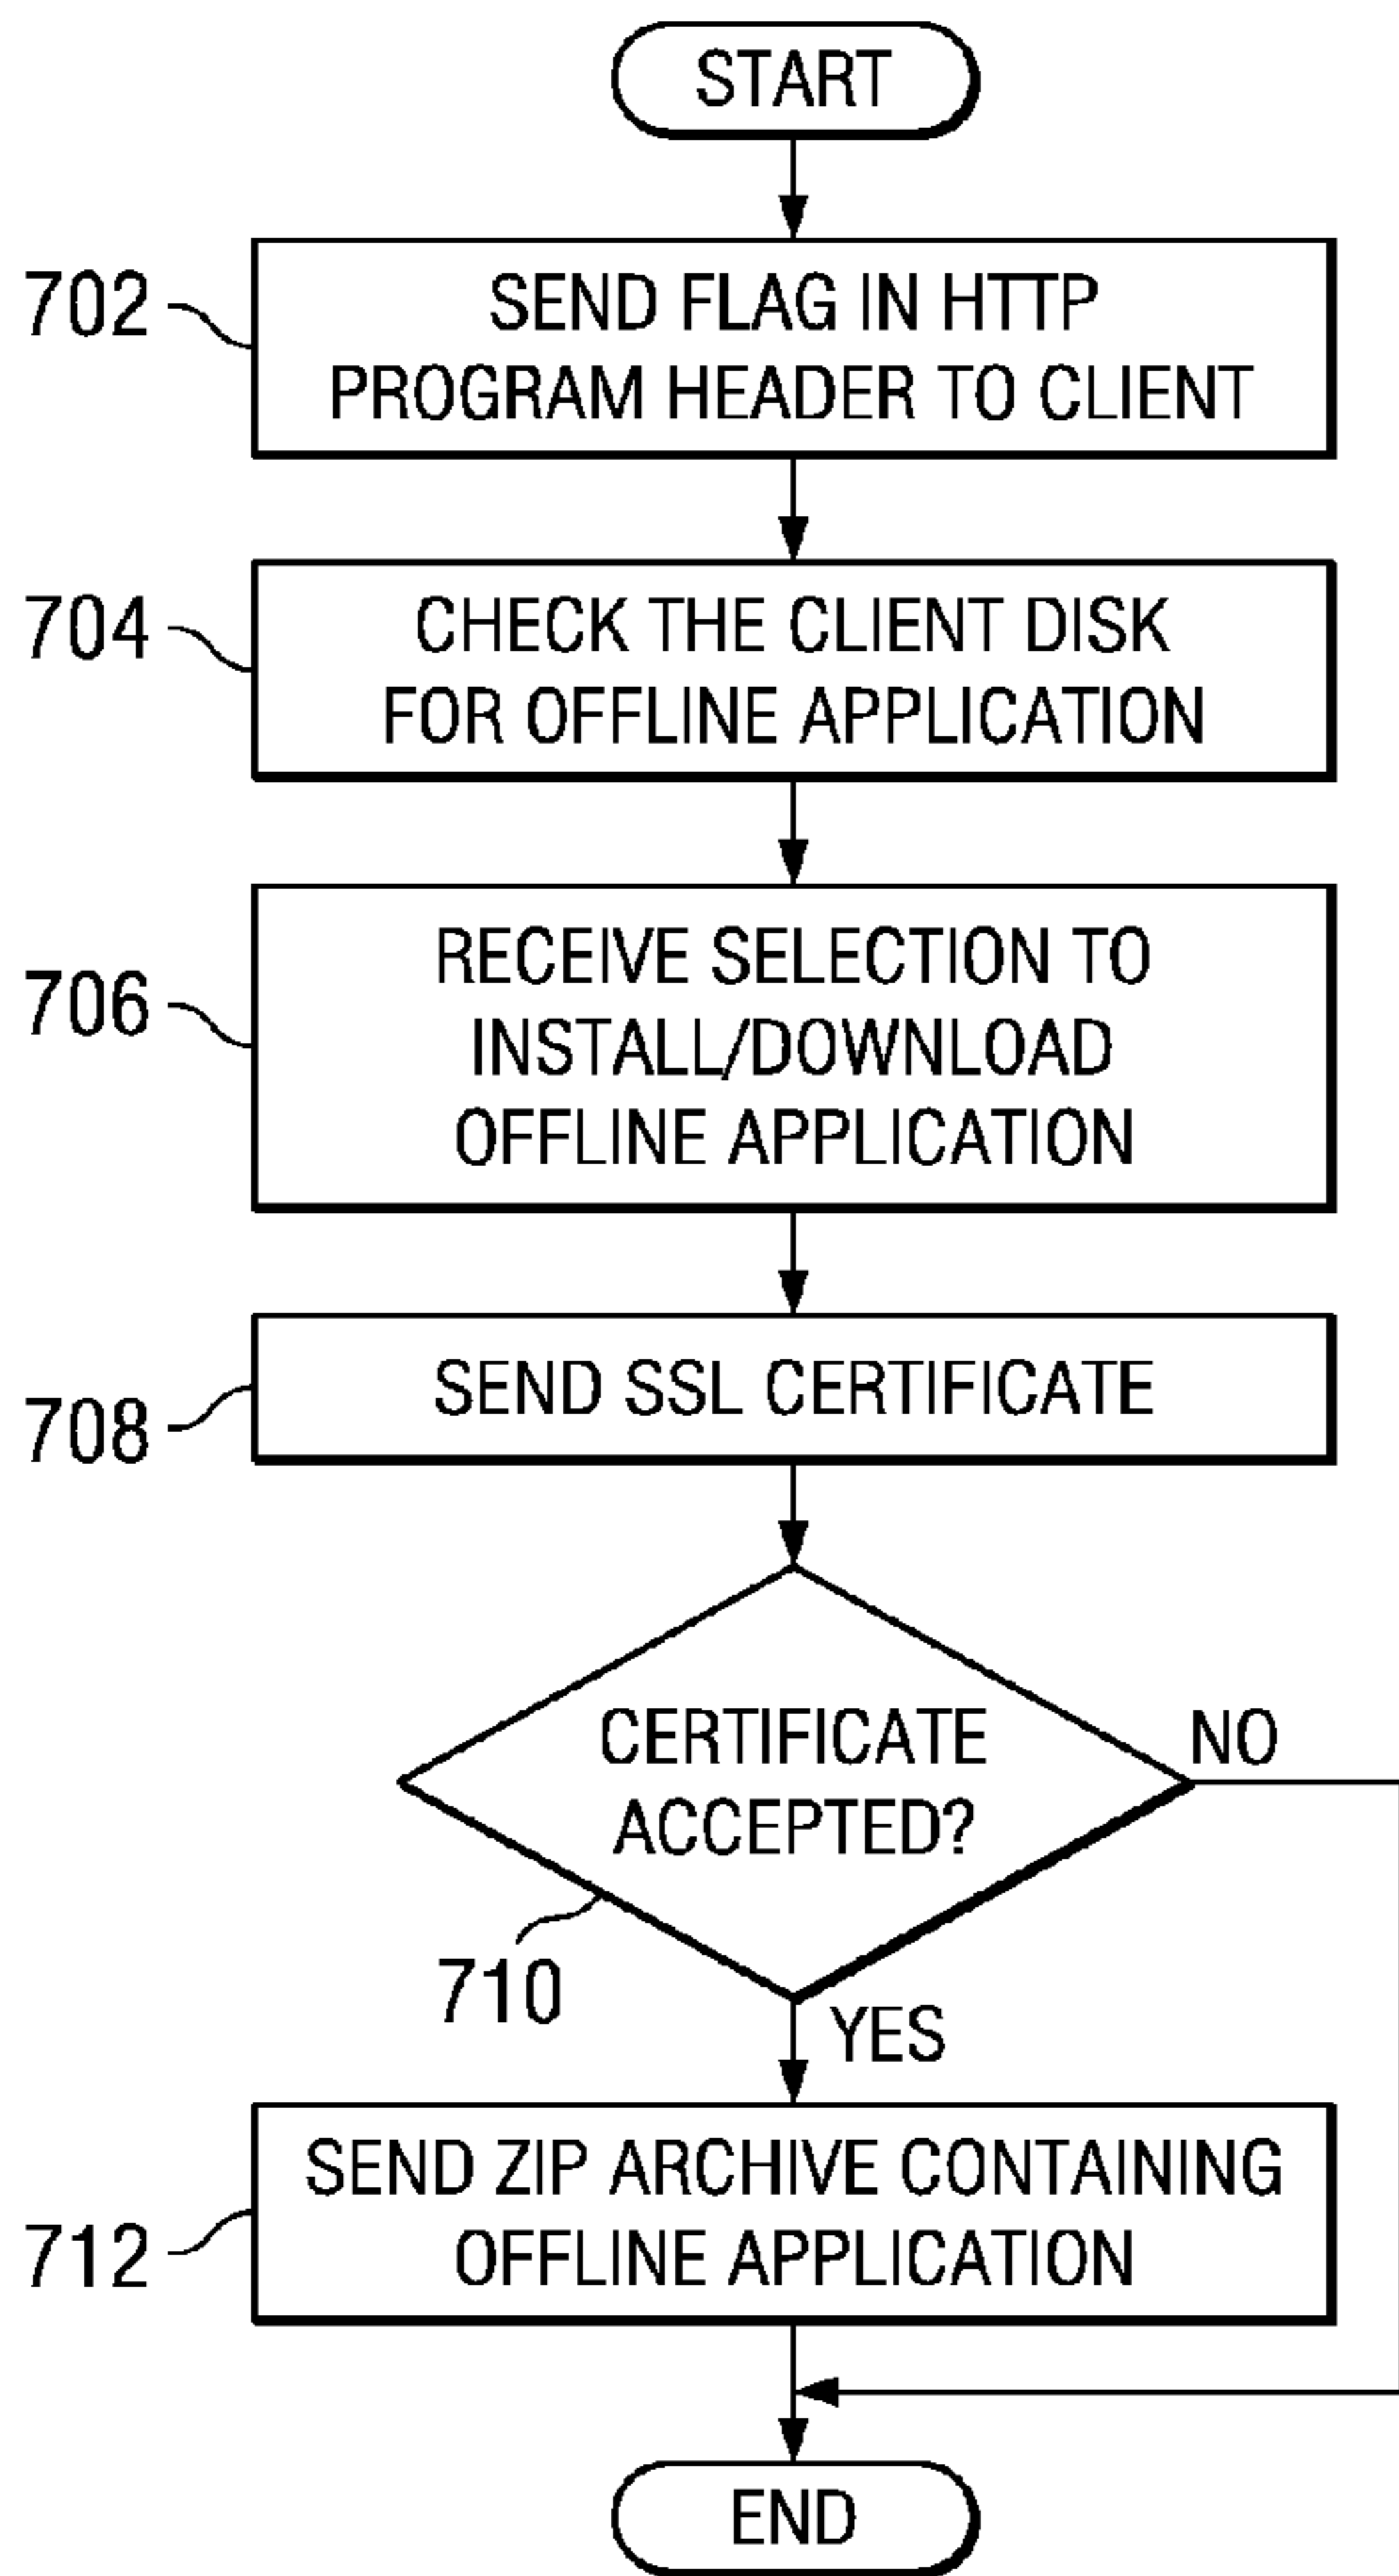 START
702
SEND FLAG IN HTTP
PROGRAM HEADER TO CLIENT
704
CHECK THE CLIENT DISK
FOR OFFLINE APPLICATION
706
RECEIVE SELECTION TO
INSTALL/DOWNLOAD
OFFLINE APPLICATION
708
SEND SSL CERTIFICATE
CERTIFICATE
ACCEPTED?
NO
710
YES
712
SEND ZIP ARCHIVE CONTAINING
OFFLINE APPLICATION
END